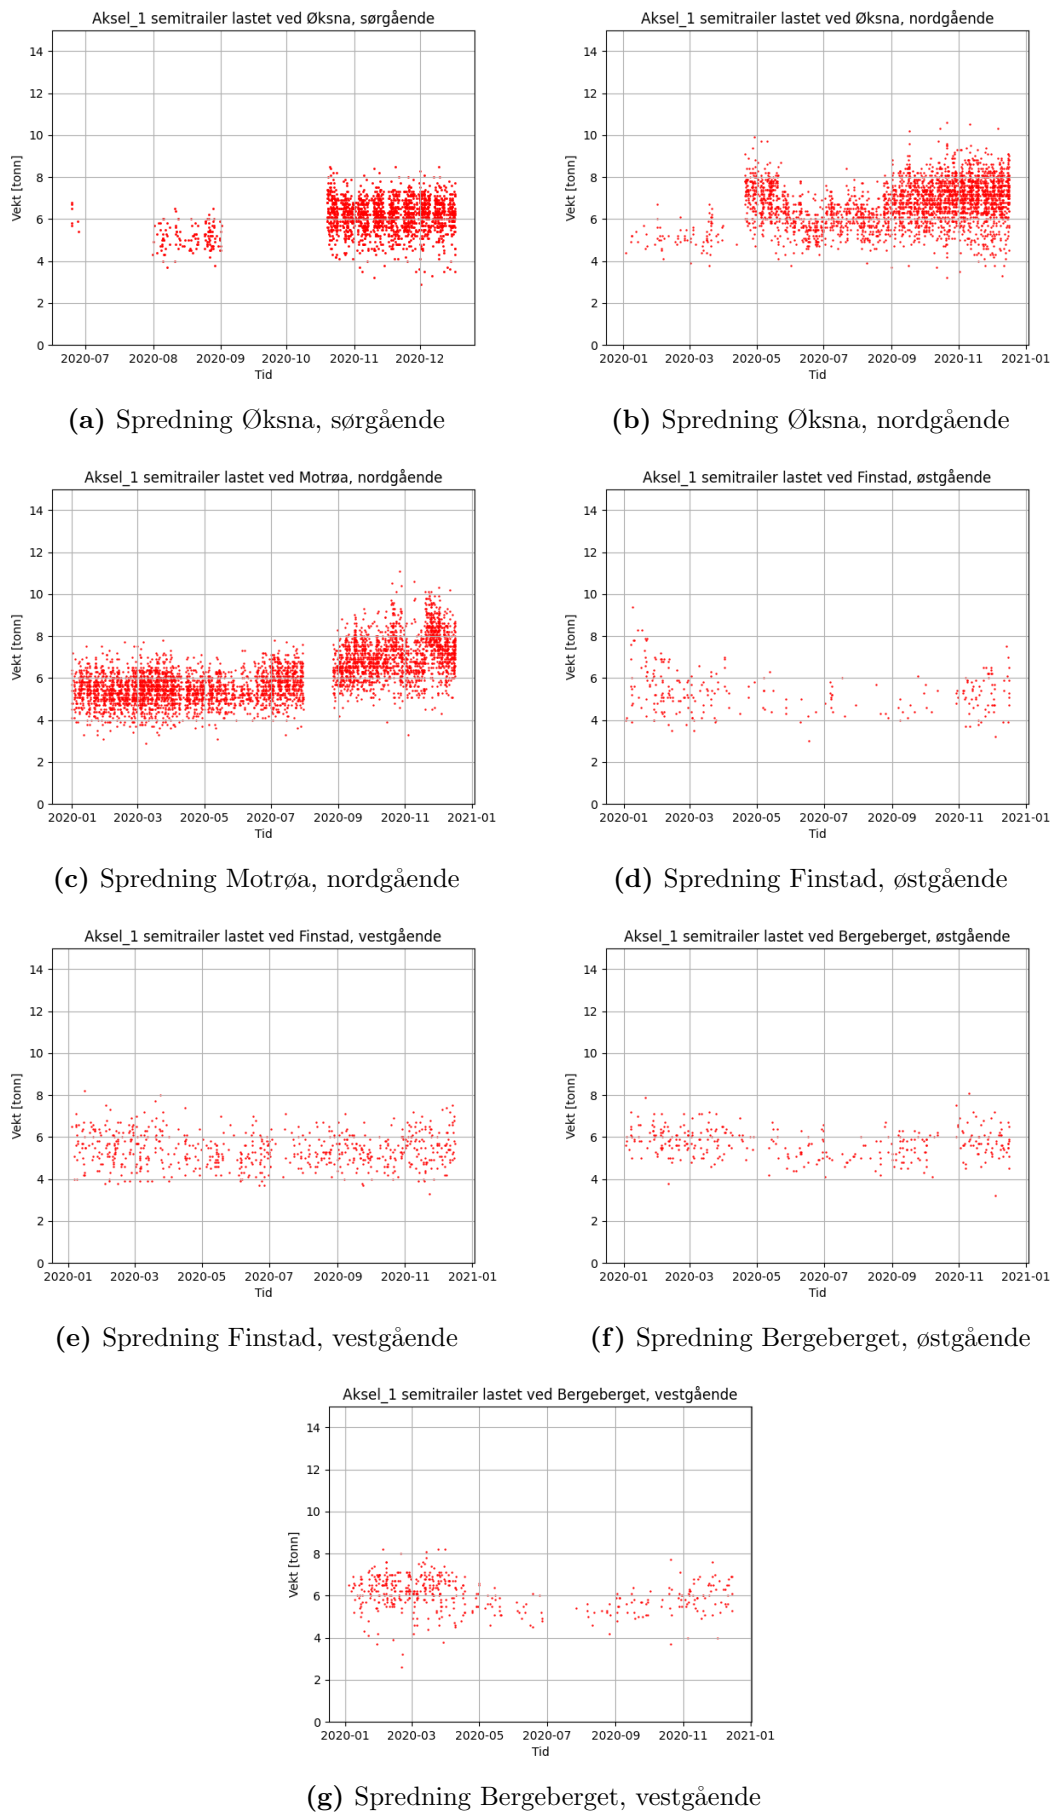 Aksel_1 semitrailer lastet ved Øksna, sørgående
14
12
10
8
6
4
2
0
Vekt [tonn]
2020-07 2020-08 2020-09 2020-10 2020-11 2020-12
Tid
(a) Spredning Øksna, sørgående
Aksel_1 semitrailer lastet ved Øksna, nordgående
14
12
10
8
6
4
2
0
Vekt [tonn]
2020-01 2020-03 2020-05 2020-07 2020-09 2020-11 2021-01
Tid
(b) Spredning Øksna, nordgående
Aksel_1 semitrailer lastet ved Motrøa, nordgående
14
12
10
8
6
4
2
0
Vekt [tonn]
2020-01 2020-03 2020-05 2020-07 2020-09 2020-11 2021-01
Tid
(c) Spredning Motrøa, nordgående
Aksel_1 semitrailer lastet ved Finstad, østgående
14
12
10
8
6
4
2
0
Vekt [tonn]
2020-01 2020-03 2020-05 2020-07 2020-09 2020-11 2021-01
Tid
(d) Spredning Finstad, østgående
Aksel_1 semitrailer lastet ved Finstad, vestgående
14
12
10
8
6
4
2
0
Vekt [tonn]
2020-01 2020-03 2020-05 2020-07 2020-09 2020-11 2021-01
Tid
(e) Spredning Finstad, vestgående
Aksel_1 semitrailer lastet ved Bergeberget, østgående
14
12
10
8
6
4
2
0
Vekt [tonn]
2020-01 2020-03 2020-05 2020-07 2020-09 2020-11 2021-01
Tid
(f) Spredning Bergeberget, østgående
Aksel_1 semitrailer lastet ved Bergeberget, vestgående
14
12
10
8
6
4
2
0
Vekt [tonn]
2020-01 2020-03 2020-05 2020-07 2020-09 2020-11 2021-01
Tid
(g) Spredning Bergeberget, vestgående